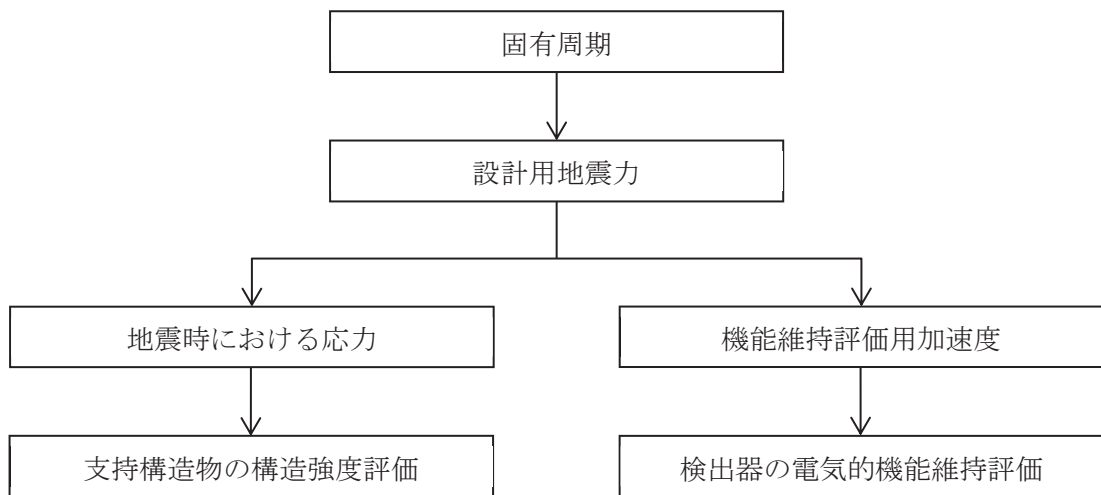 固有周期
設計用地震力
地震時における応力
機能維持評価用加速度
支持構造物の構造強度評価
検出器の電気的機能維持評価